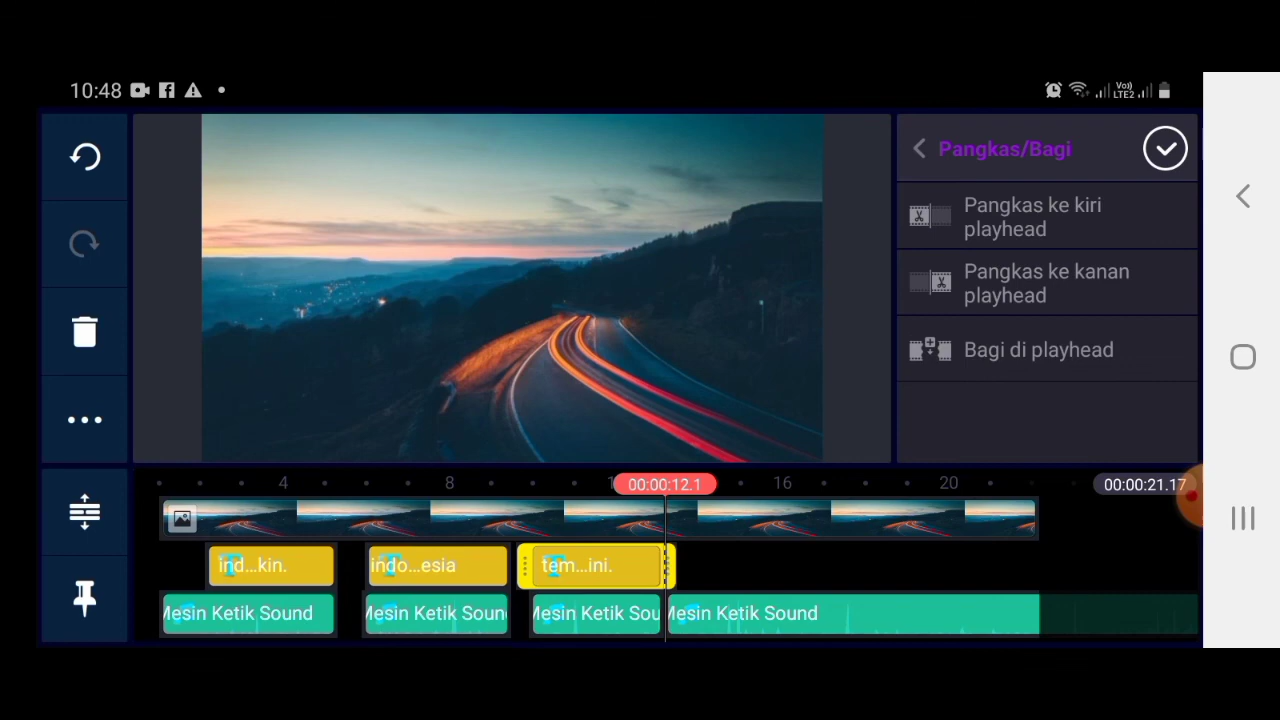 10:48
Vo))
LTE2
Pangkas/Bagi
Pangkas ke kiri
playhead
Pangkas ke kanan
playhead
Bagi di playhead
4
8
00:00:12.1
16
20
00:00:21.17
ind...kin.
indo...esia
tem...ini.
Mesin Ketik Sound
Mesin Ketik Soun
Mesin Ketik Sou
Mesin Ketik Sound